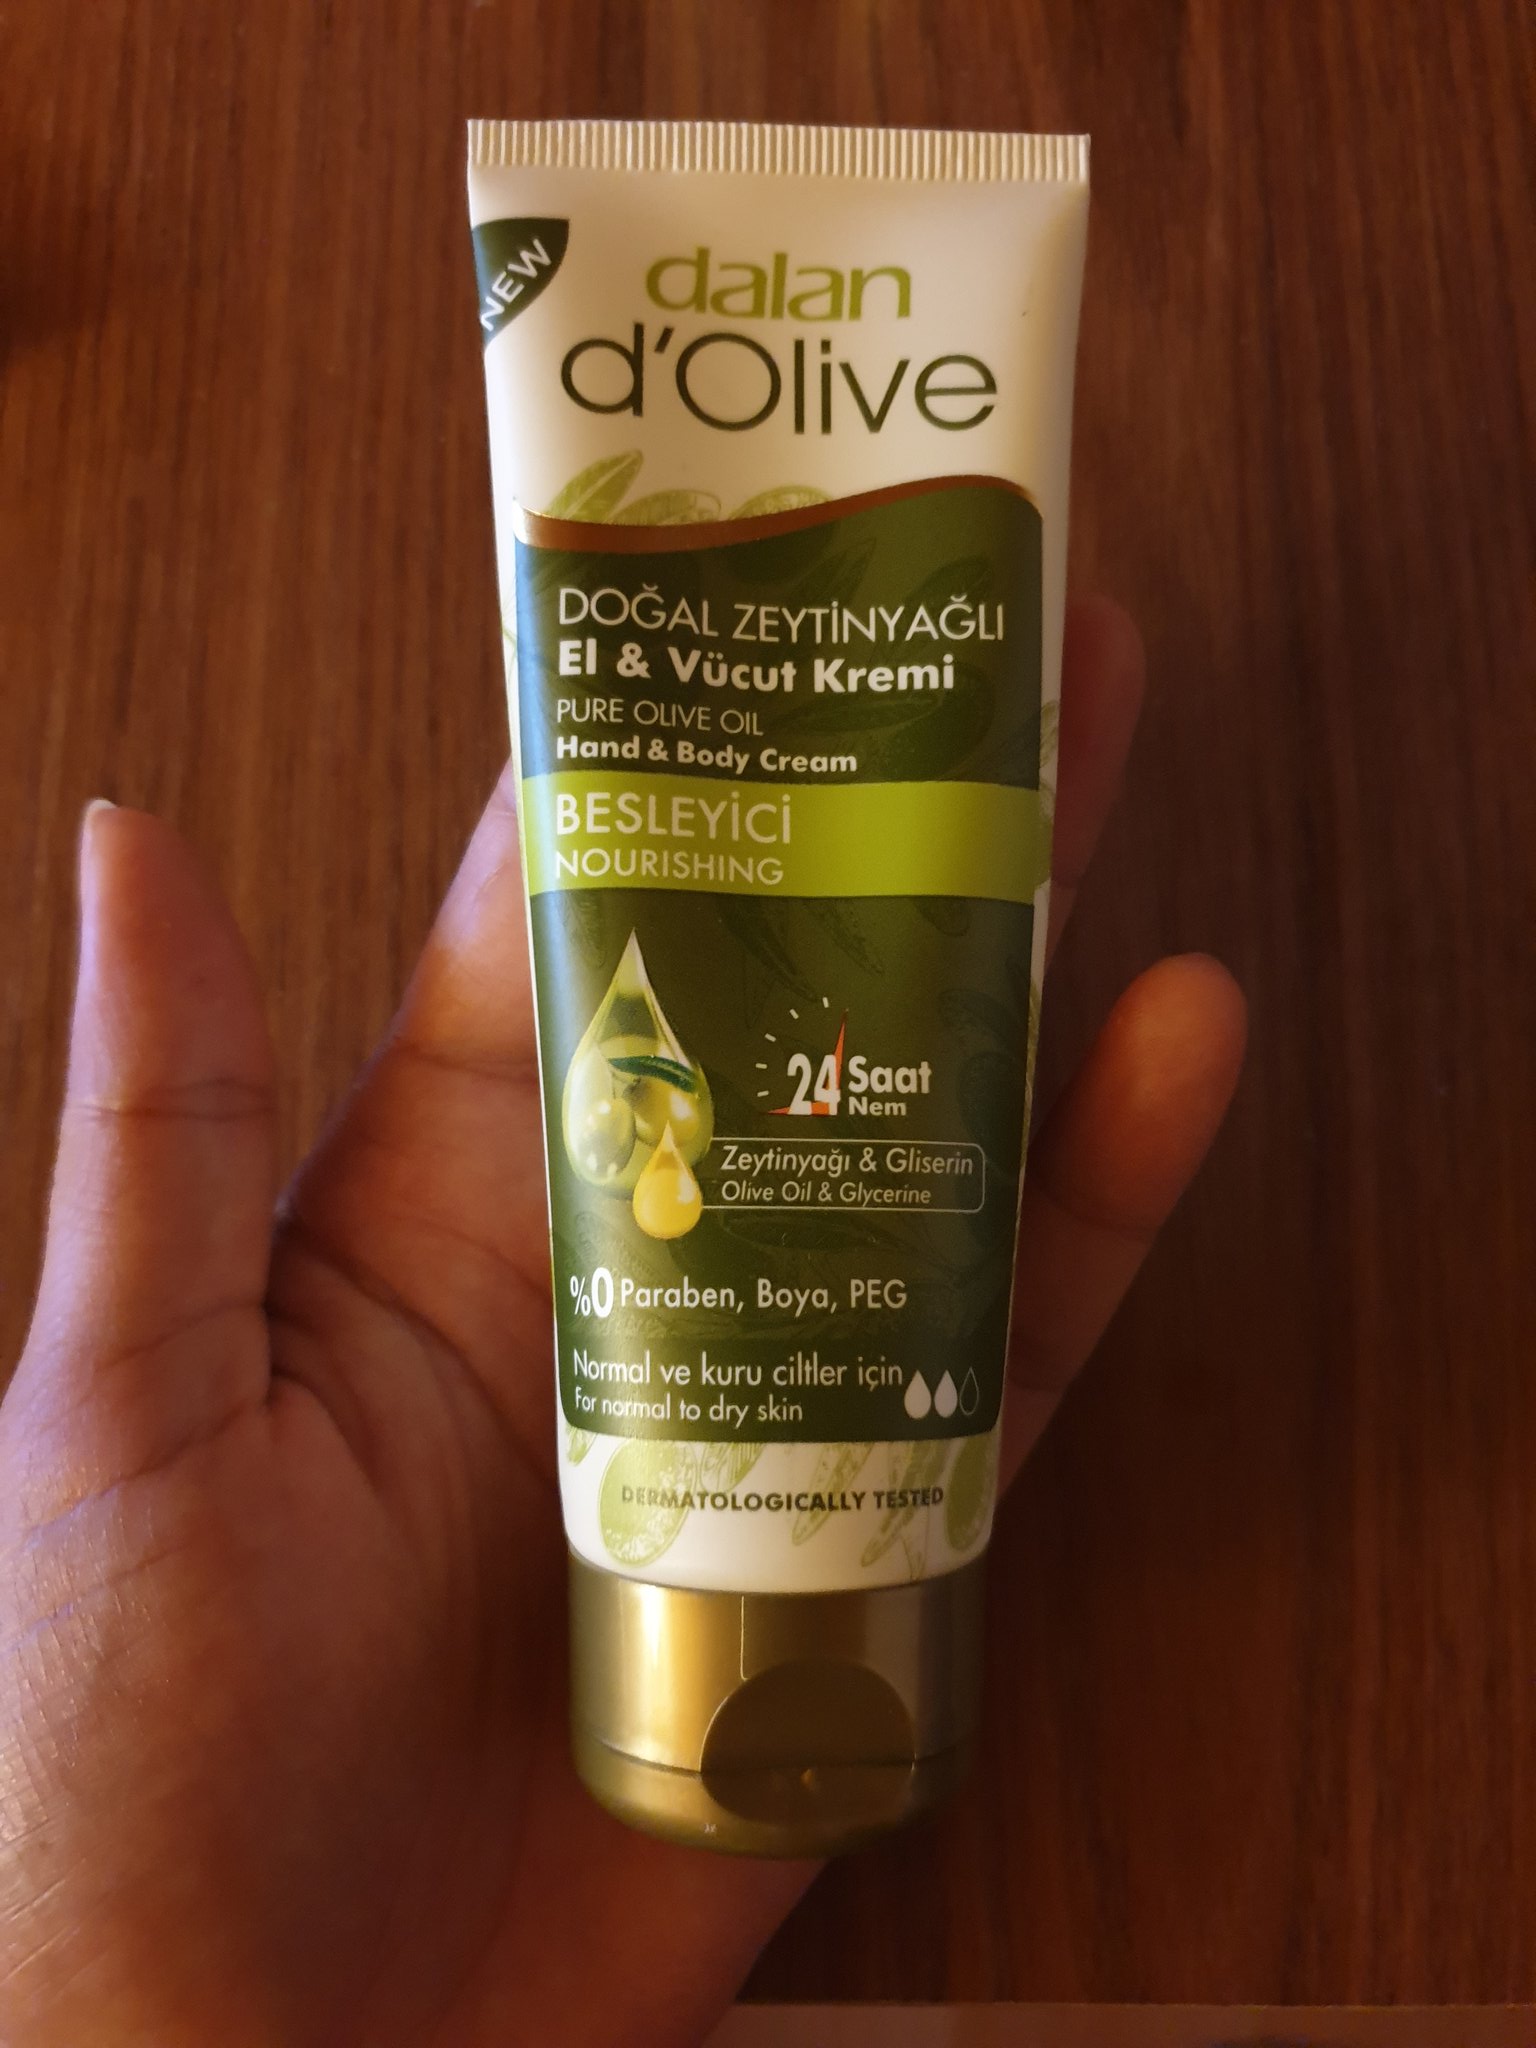 NEW
dalan
d'Olive
DOĞAL ZEYTİNYAĞLI
El & Vücut Kremi
PURE OLIVE OIL
Hand & Body Cream
BESLEYİCİ
NOURISHING
24 Saat
Nem
Zeytinyağı & Gliserin
Olive Oil & Glycerine
%0 Paraben, Boya, PEG
Normal ve kuru ciltler için
For normal to dry skin
DERMATOLOGICALLY TESTED